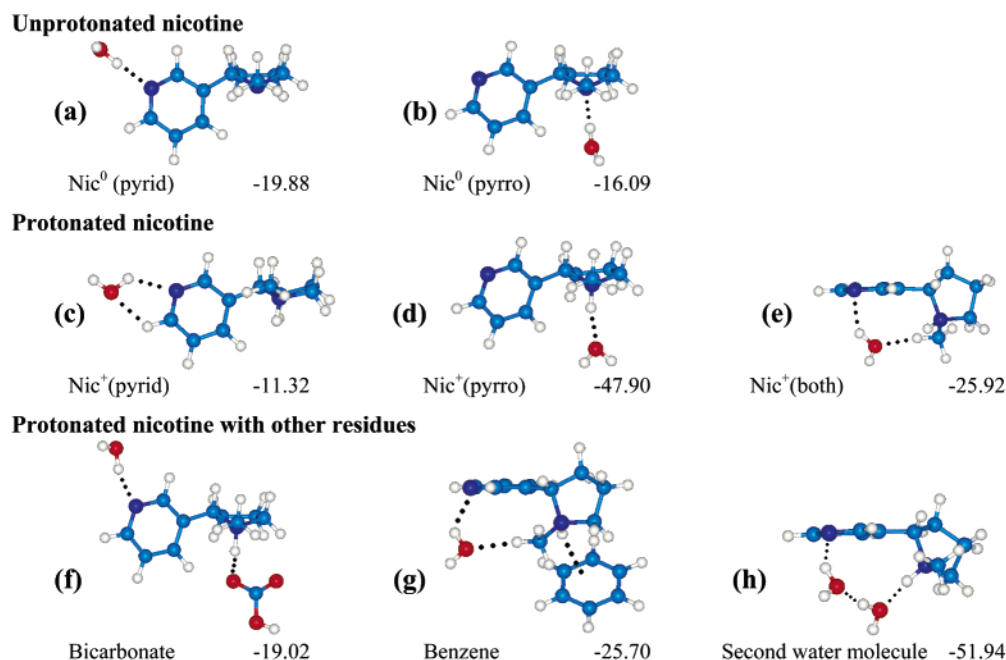 Unprotonated nicotine
(a) (b)
Nic⁰ (pyrid) -19.88 Nic⁰ (pyrro) -16.09
Protonated nicotine
(c) (d) (e)
Nic⁺(pyrid) -11.32 Nic⁺(pyrro) -47.90 Nic⁺(both) -25.92
Protonated nicotine with other residues
(f) (g) (h)
Bicarbonate -19.02 Benzene -25.70 Second water molecule -51.94